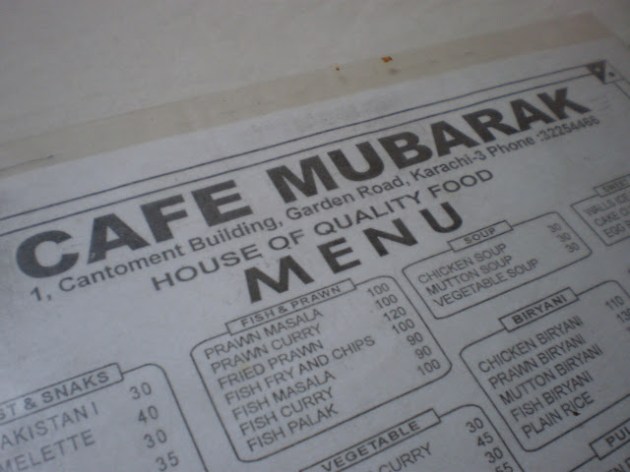 CAFE MUBARAK
1, Cantoment Building, Garden Road, Karachi-3 Phone :32254466
HOUSE OF QUALITY FOOD
MENU
FISH & PRAWN
PRAWN MASALA 100
PRAWN CURRY 100
FRIED PRAWN 120
FISH FRY AND CHIPS 100
FISH MASALA 90
FISH CURRY 90
FISH PALAK 100
SOUP
CHICKEN SOUP 30
MUTTON SOUP 30
VEGETABLE SOUP 30
BIRYANI
CHICKEN BIRYANI 110
PRAWN BIRYANI
MUTTON BIRYANI
FISH BIRYANI
PLAIN RICE
ST & SNAKS
AKISTANI 30
MELETTE 40
30
35
VEGETABLE
CURRY 30
45
30